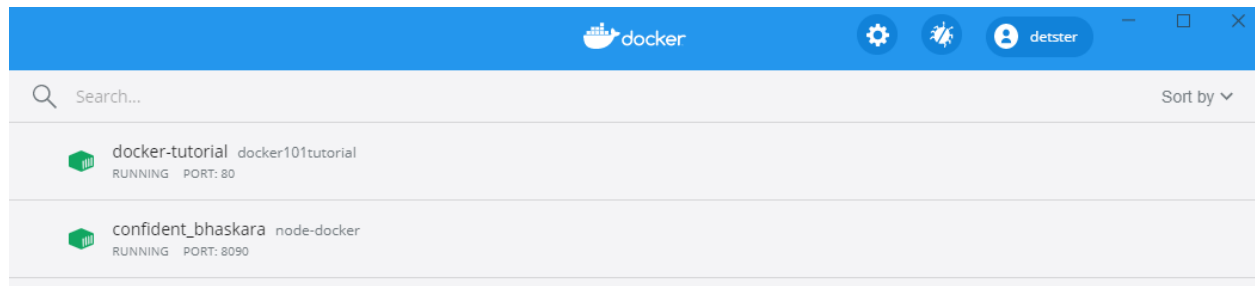 docker
detster
Search...
Sort by
docker-tutorial docker101tutorial
RUNNING PORT: 80
confident_bhaskara node-docker
RUNNING PORT: 8090